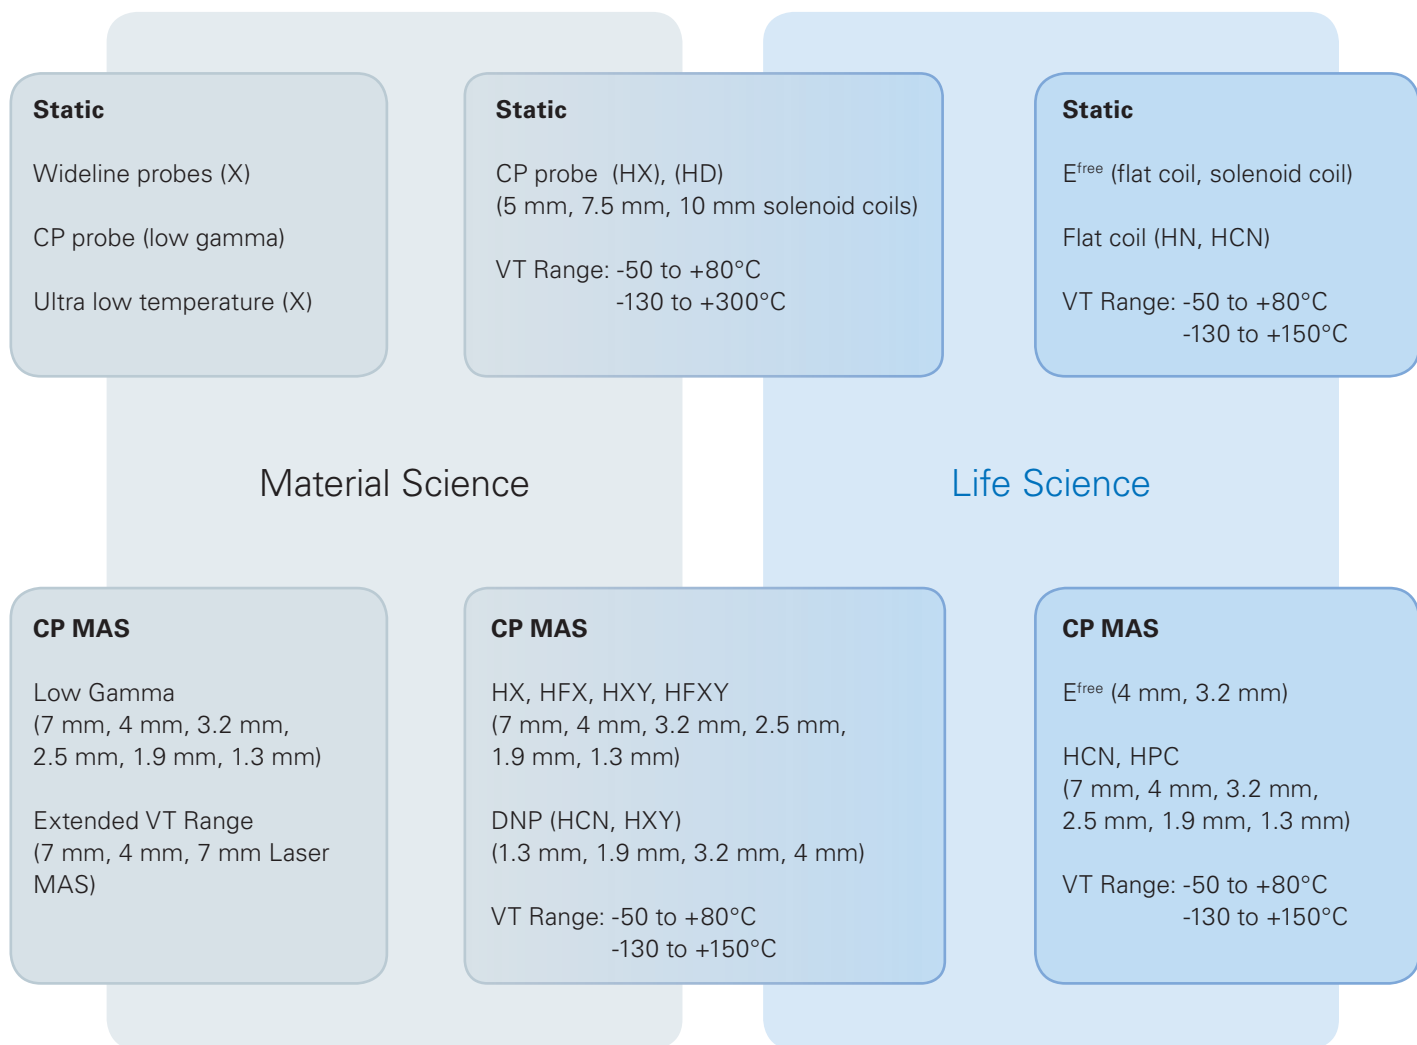 Static
Wideline probes (X)
CP probe (low gamma)
Ultra low temperature (X)
Static
CP probe (HX), (HD)
(5 mm, 7.5 mm, 10 mm solenoid coils)
VT Range: -50 to +80°C
-130 to +300°C
Static
Efree (flat coil, solenoid coil)
Flat coil (HN, HCN)
VT Range: -50 to +80°C
-130 to +150°C
Material Science
Life Science
CP MAS
Low Gamma
(7 mm, 4 mm, 3.2 mm,
2.5 mm, 1.9 mm, 1.3 mm)
Extended VT Range
(7 mm, 4 mm, 7 mm Laser
MAS)
CP MAS
HX, HFX, HXY, HFXY
(7 mm, 4 mm, 3.2 mm, 2.5 mm,
1.9 mm, 1.3 mm)
DNP (HCN, HXY)
(1.3 mm, 1.9 mm, 3.2 mm, 4 mm)
VT Range: -50 to +80°C
-130 to +150°C
CP MAS
Efree (4 mm, 3.2 mm)
HCN, HPC
(7 mm, 4 mm, 3.2 mm,
2.5 mm, 1.9 mm, 1.3 mm)
VT Range: -50 to +80°C
-130 to +150°C